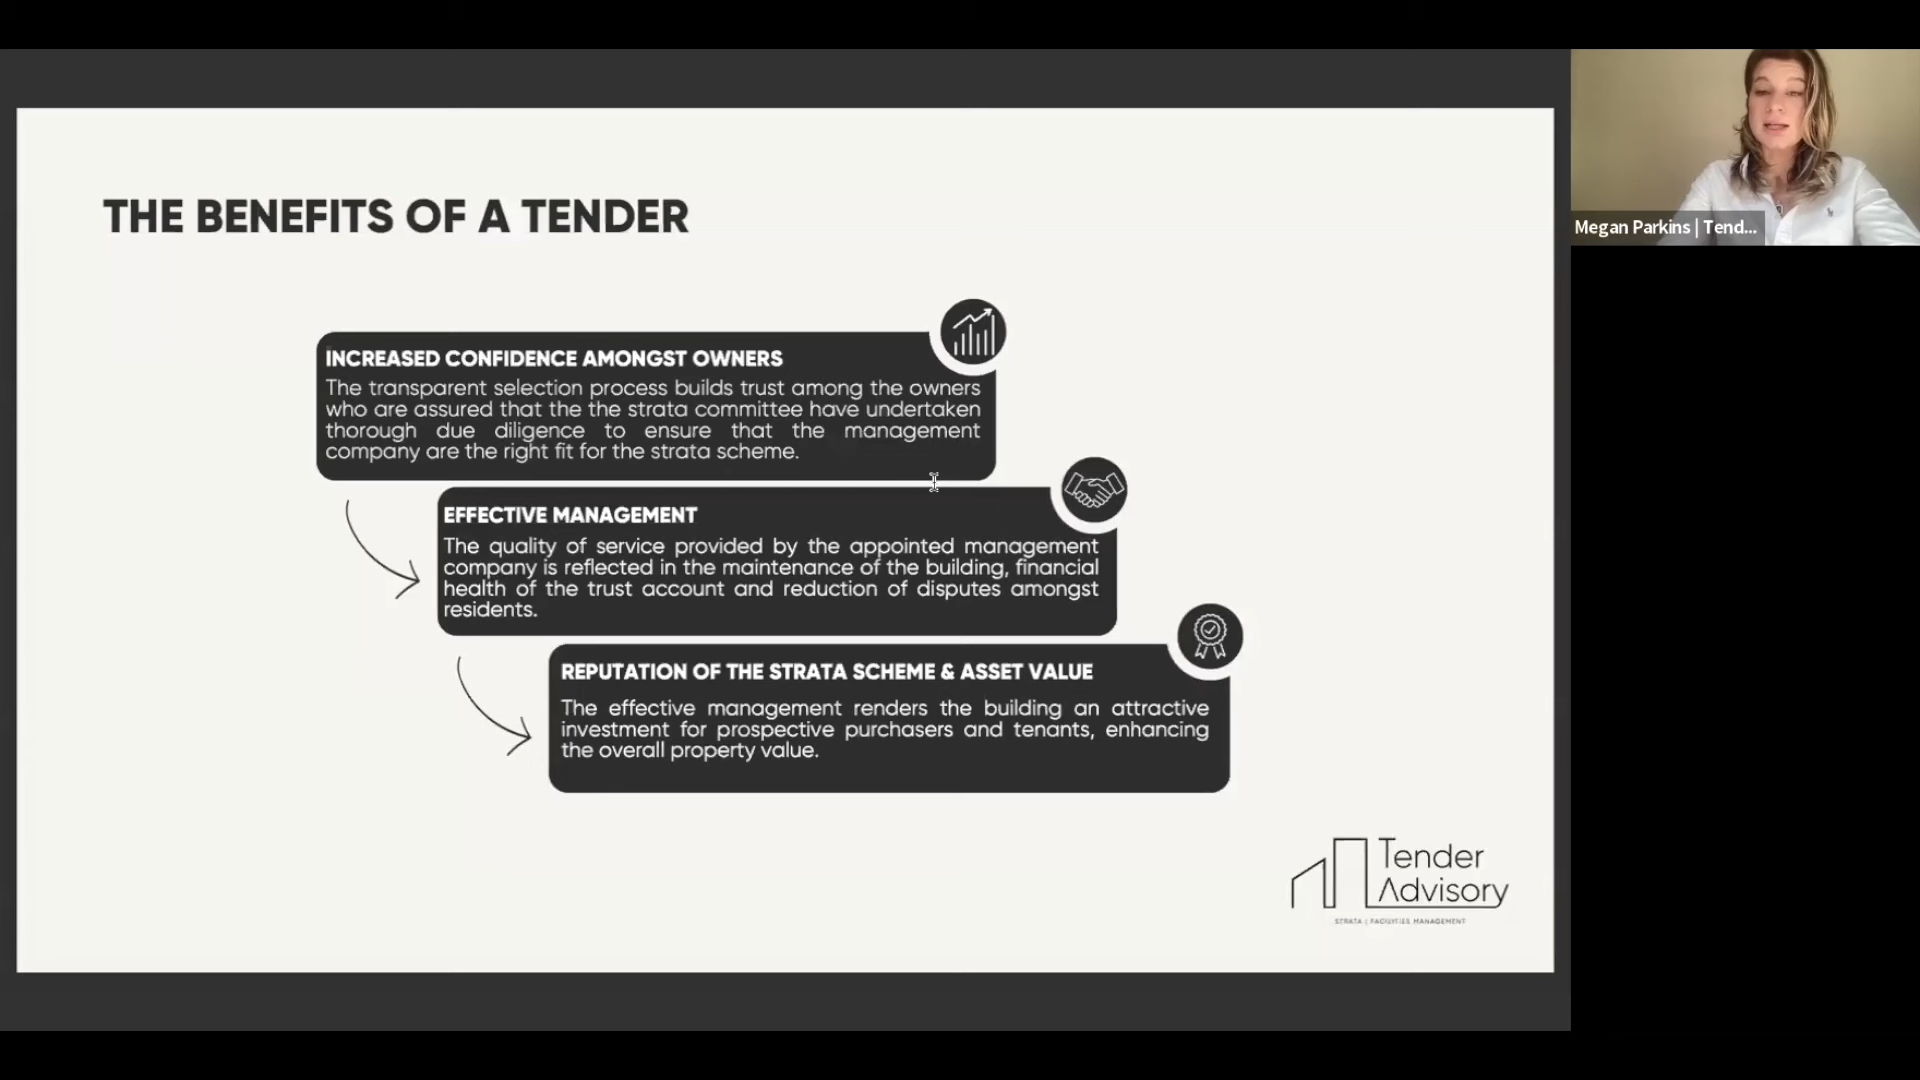 THE BENEFITS OF A TENDER
INCREASED CONFIDENCE AMONGST OWNERS
The transparent selection process builds trust among the owners
who are assured that the the strata committee have undertaken
thorough due diligence to ensure that the management
company are the right fit for the strata scheme.
EFFECTIVE MANAGEMENT
The quality of service provided by the appointed management
company is reflected in the maintenance of the building, financial
health of the trust account and reduction of disputes amongst
residents.
REPUTATION OF THE STRATA SCHEME & ASSET VALUE
The effective management renders the building an attractive
investment for prospective purchasers and tenants, enhancing
the overall property value.
Tender
Advisory
STRATA | FACILITIES MANAGEMENT
Megan Parkins | Tend...